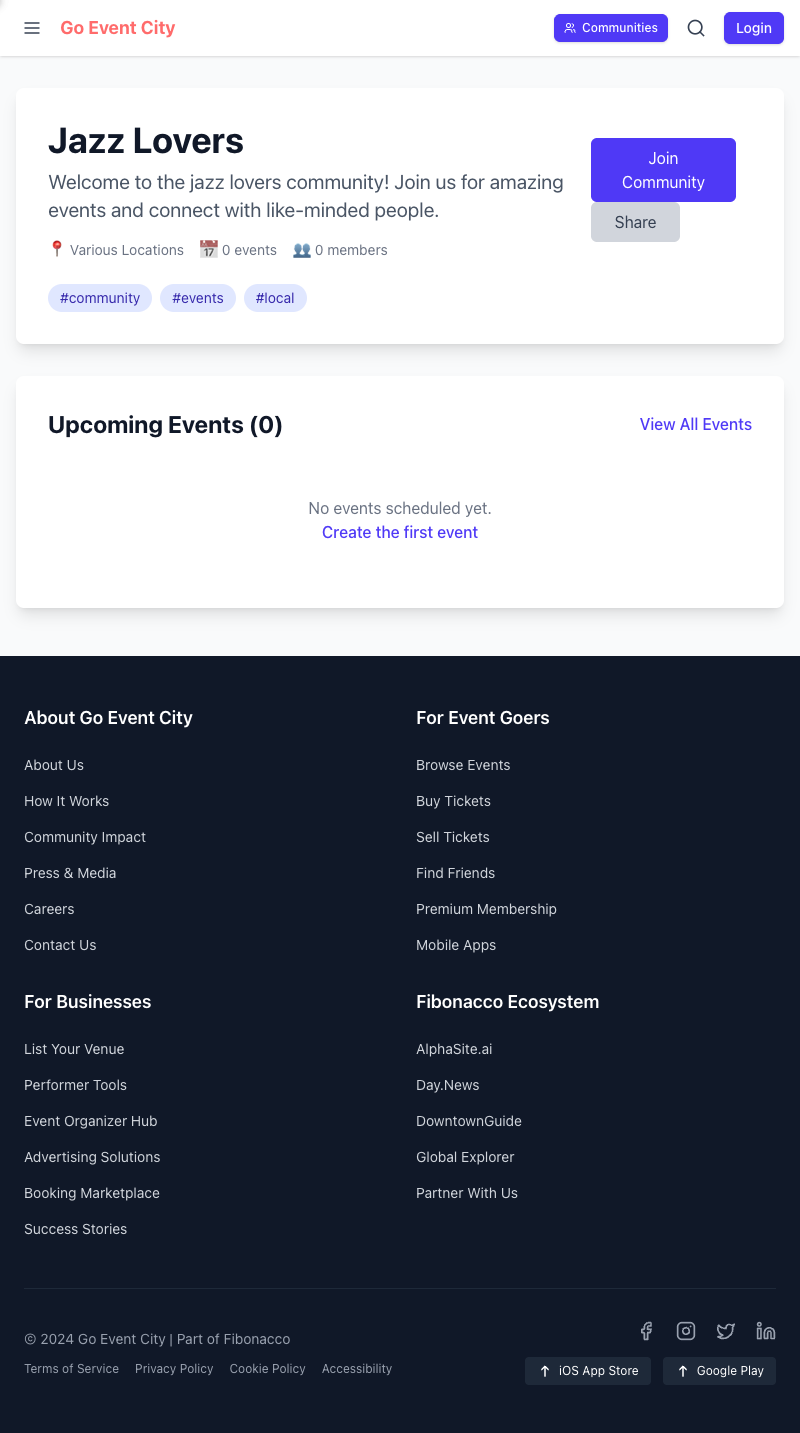 Go Event City
Communities
Login
Jazz Lovers
Welcome to the jazz lovers community! Join us for amazing
events and connect with like-minded people.
Join
Community
Share
Various Locations 0 events 0 members
#community #events #local
Upcoming Events (0)
View All Events
No events scheduled yet.
Create the first event
About Go Event City
About Us
How It Works
Community Impact
Press & Media
Careers
Contact Us
For Event Goers
Browse Events
Buy Tickets
Sell Tickets
Find Friends
Premium Membership
Mobile Apps
For Businesses
List Your Venue
Performer Tools
Event Organizer Hub
Advertising Solutions
Booking Marketplace
Success Stories
Fibonacco Ecosystem
AlphaSite.ai
Day.News
DowntownGuide
Global Explorer
Partner With Us
© 2024 Go Event City | Part of Fibonacco
Terms of Service Privacy Policy Cookie Policy Accessibility
iOS App Store
Google Play